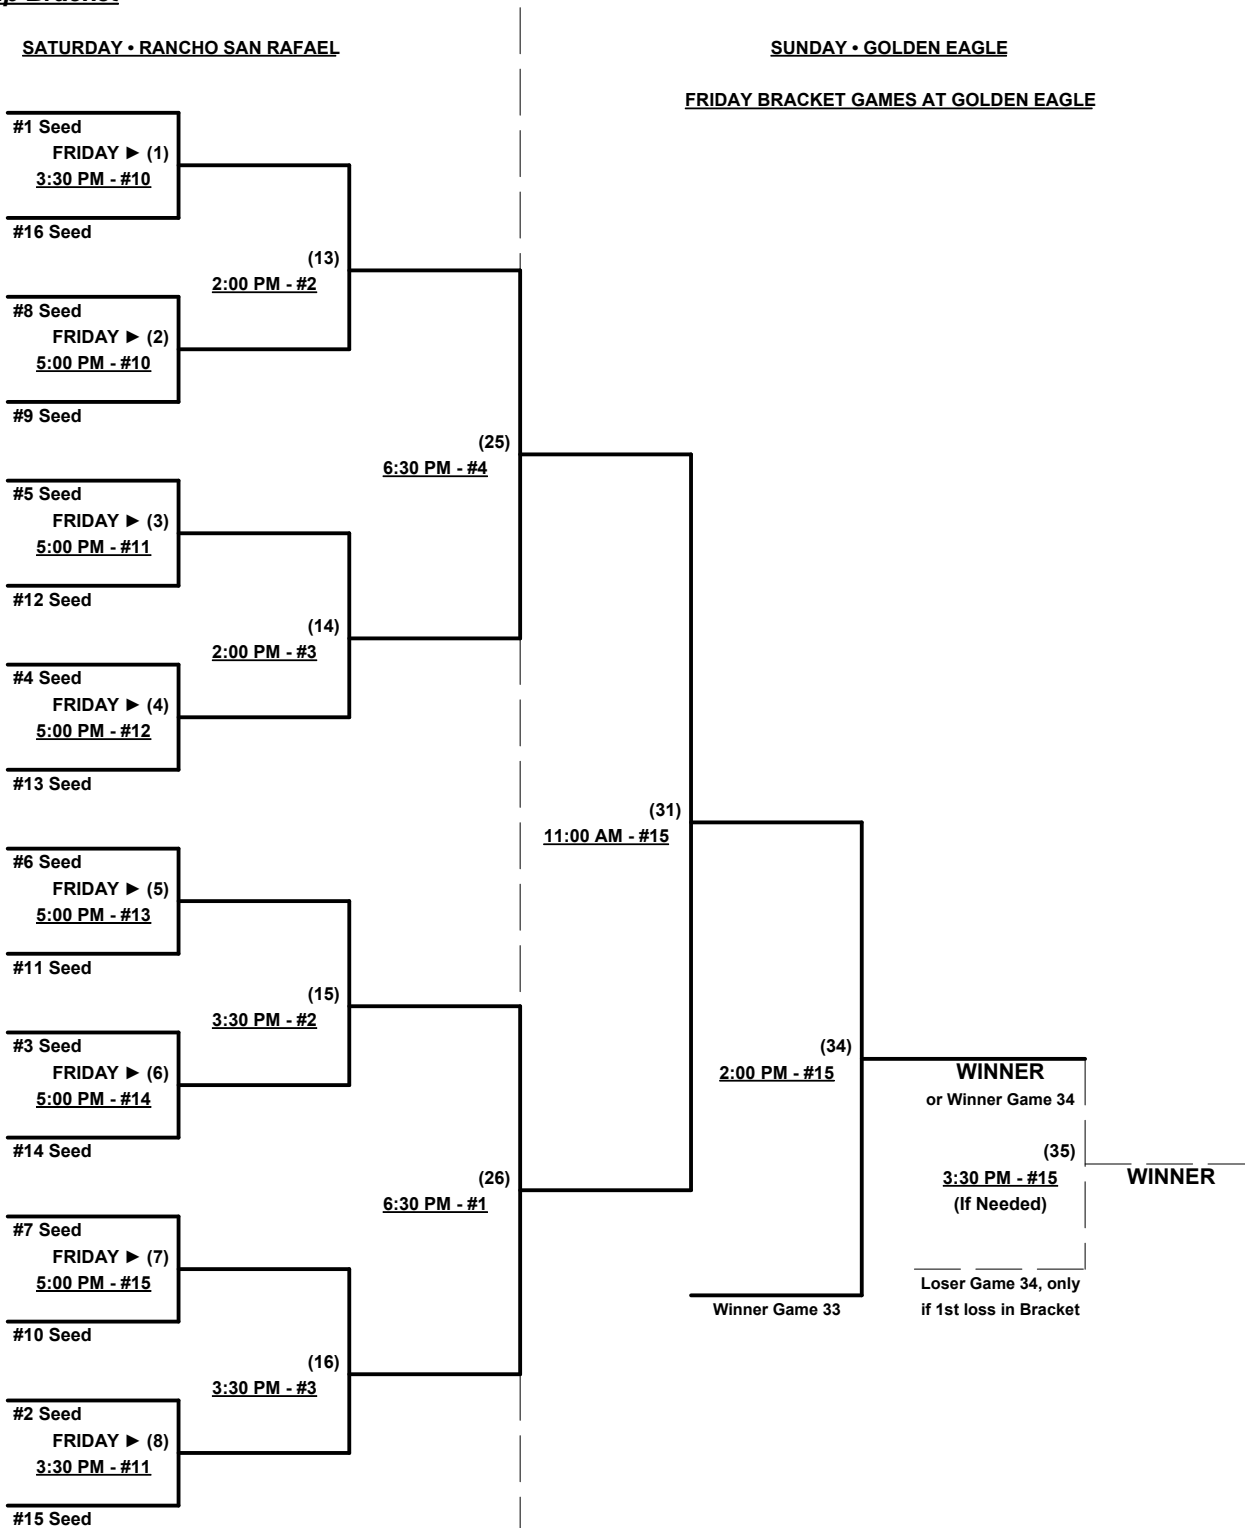 Bracket
SATURDAY • RANCHO SAN RAFAEL
SUNDAY • GOLDEN EAGLE
FRIDAY BRACKET GAMES AT GOLDEN EAGLE
#1 Seed
FRIDAY ► (1)
3:30 PM - #10
#16 Seed
(13)
2:00 PM - #2
#8 Seed
FRIDAY ► (2)
5:00 PM - #10
#9 Seed
(25)
6:30 PM - #4
#5 Seed
FRIDAY ► (3)
5:00 PM - #11
#12 Seed
(14)
2:00 PM - #3
#4 Seed
FRIDAY ► (4)
5:00 PM - #12
#13 Seed
(31)
11:00 AM - #15
#6 Seed
FRIDAY ► (5)
5:00 PM - #13
#11 Seed
(15)
3:30 PM - #2
#3 Seed
FRIDAY ► (6)
5:00 PM - #14
#14 Seed
(34)
2:00 PM - #15
WINNER
or Winner Game 34
(35)
3:30 PM - #15
(If Needed)
WINNER
(26)
6:30 PM - #1
#7 Seed
FRIDAY ► (7)
5:00 PM - #15
#10 Seed
Winner Game 33
Loser Game 34, only
if 1st loss in Bracket
(16)
3:30 PM - #3
#2 Seed
FRIDAY ► (8)
3:30 PM - #11
#15 Seed